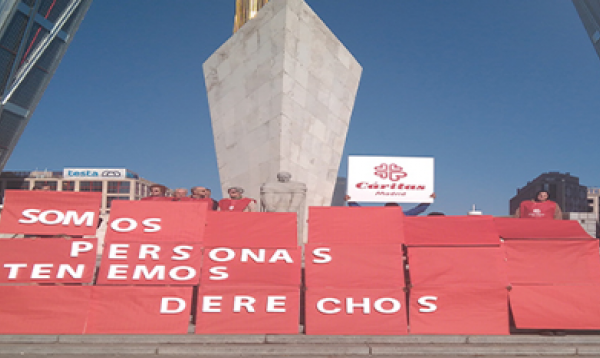 testa
Cáritas
Madrid
SOMOS
PERSONAS
TENEMOS
DERECHOS